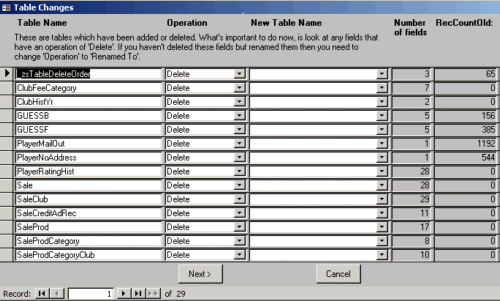 Table Changes
Table Name Operation New Table Name Number of fields RecCountOld:
These are tables which have been added or deleted. What's important to do now, is look at any fields that
have an operation of 'Delete'. If you haven't deleted these fields but renamed them then you need to
change 'Operation' to 'Renamed To'.
_zsTableDeleteOrder Delete 3 65
ClubFeeCategory Delete 7 0
ClubHistYr Delete 2 0
GUESSB Delete 5 156
GUESSF Delete 5 385
PlayerMailOut Delete 1 1192
PlayerNoAddress Delete 1 544
PlayerRatingHist Delete 28 0
Sale Delete 28 0
SaleClub Delete 29 0
SaleCreditAdRec Delete 11 0
SaleProd Delete 17 0
SaleProdCategory Delete 8 0
SaleProdCategoryClub Delete 10 0
Next > Cancel
Record: 1 of 29